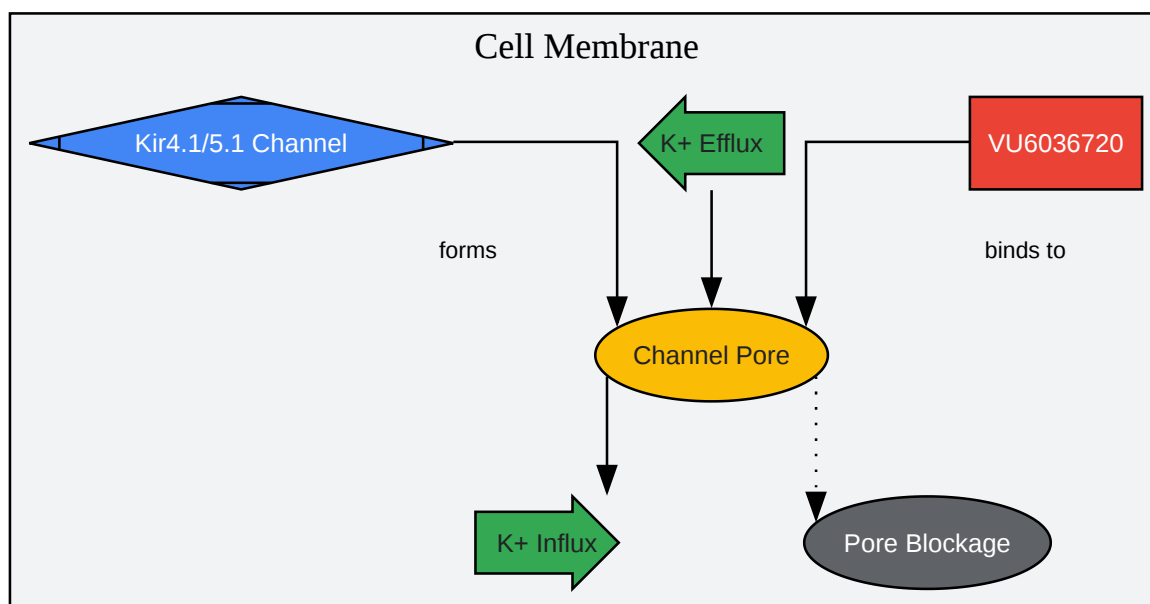 Cell Membrane
Kir4.1/5.1 Channel
K+ Efflux
VU6036720
forms
binds to
Channel Pore
K+ Influx
Pore Blockage